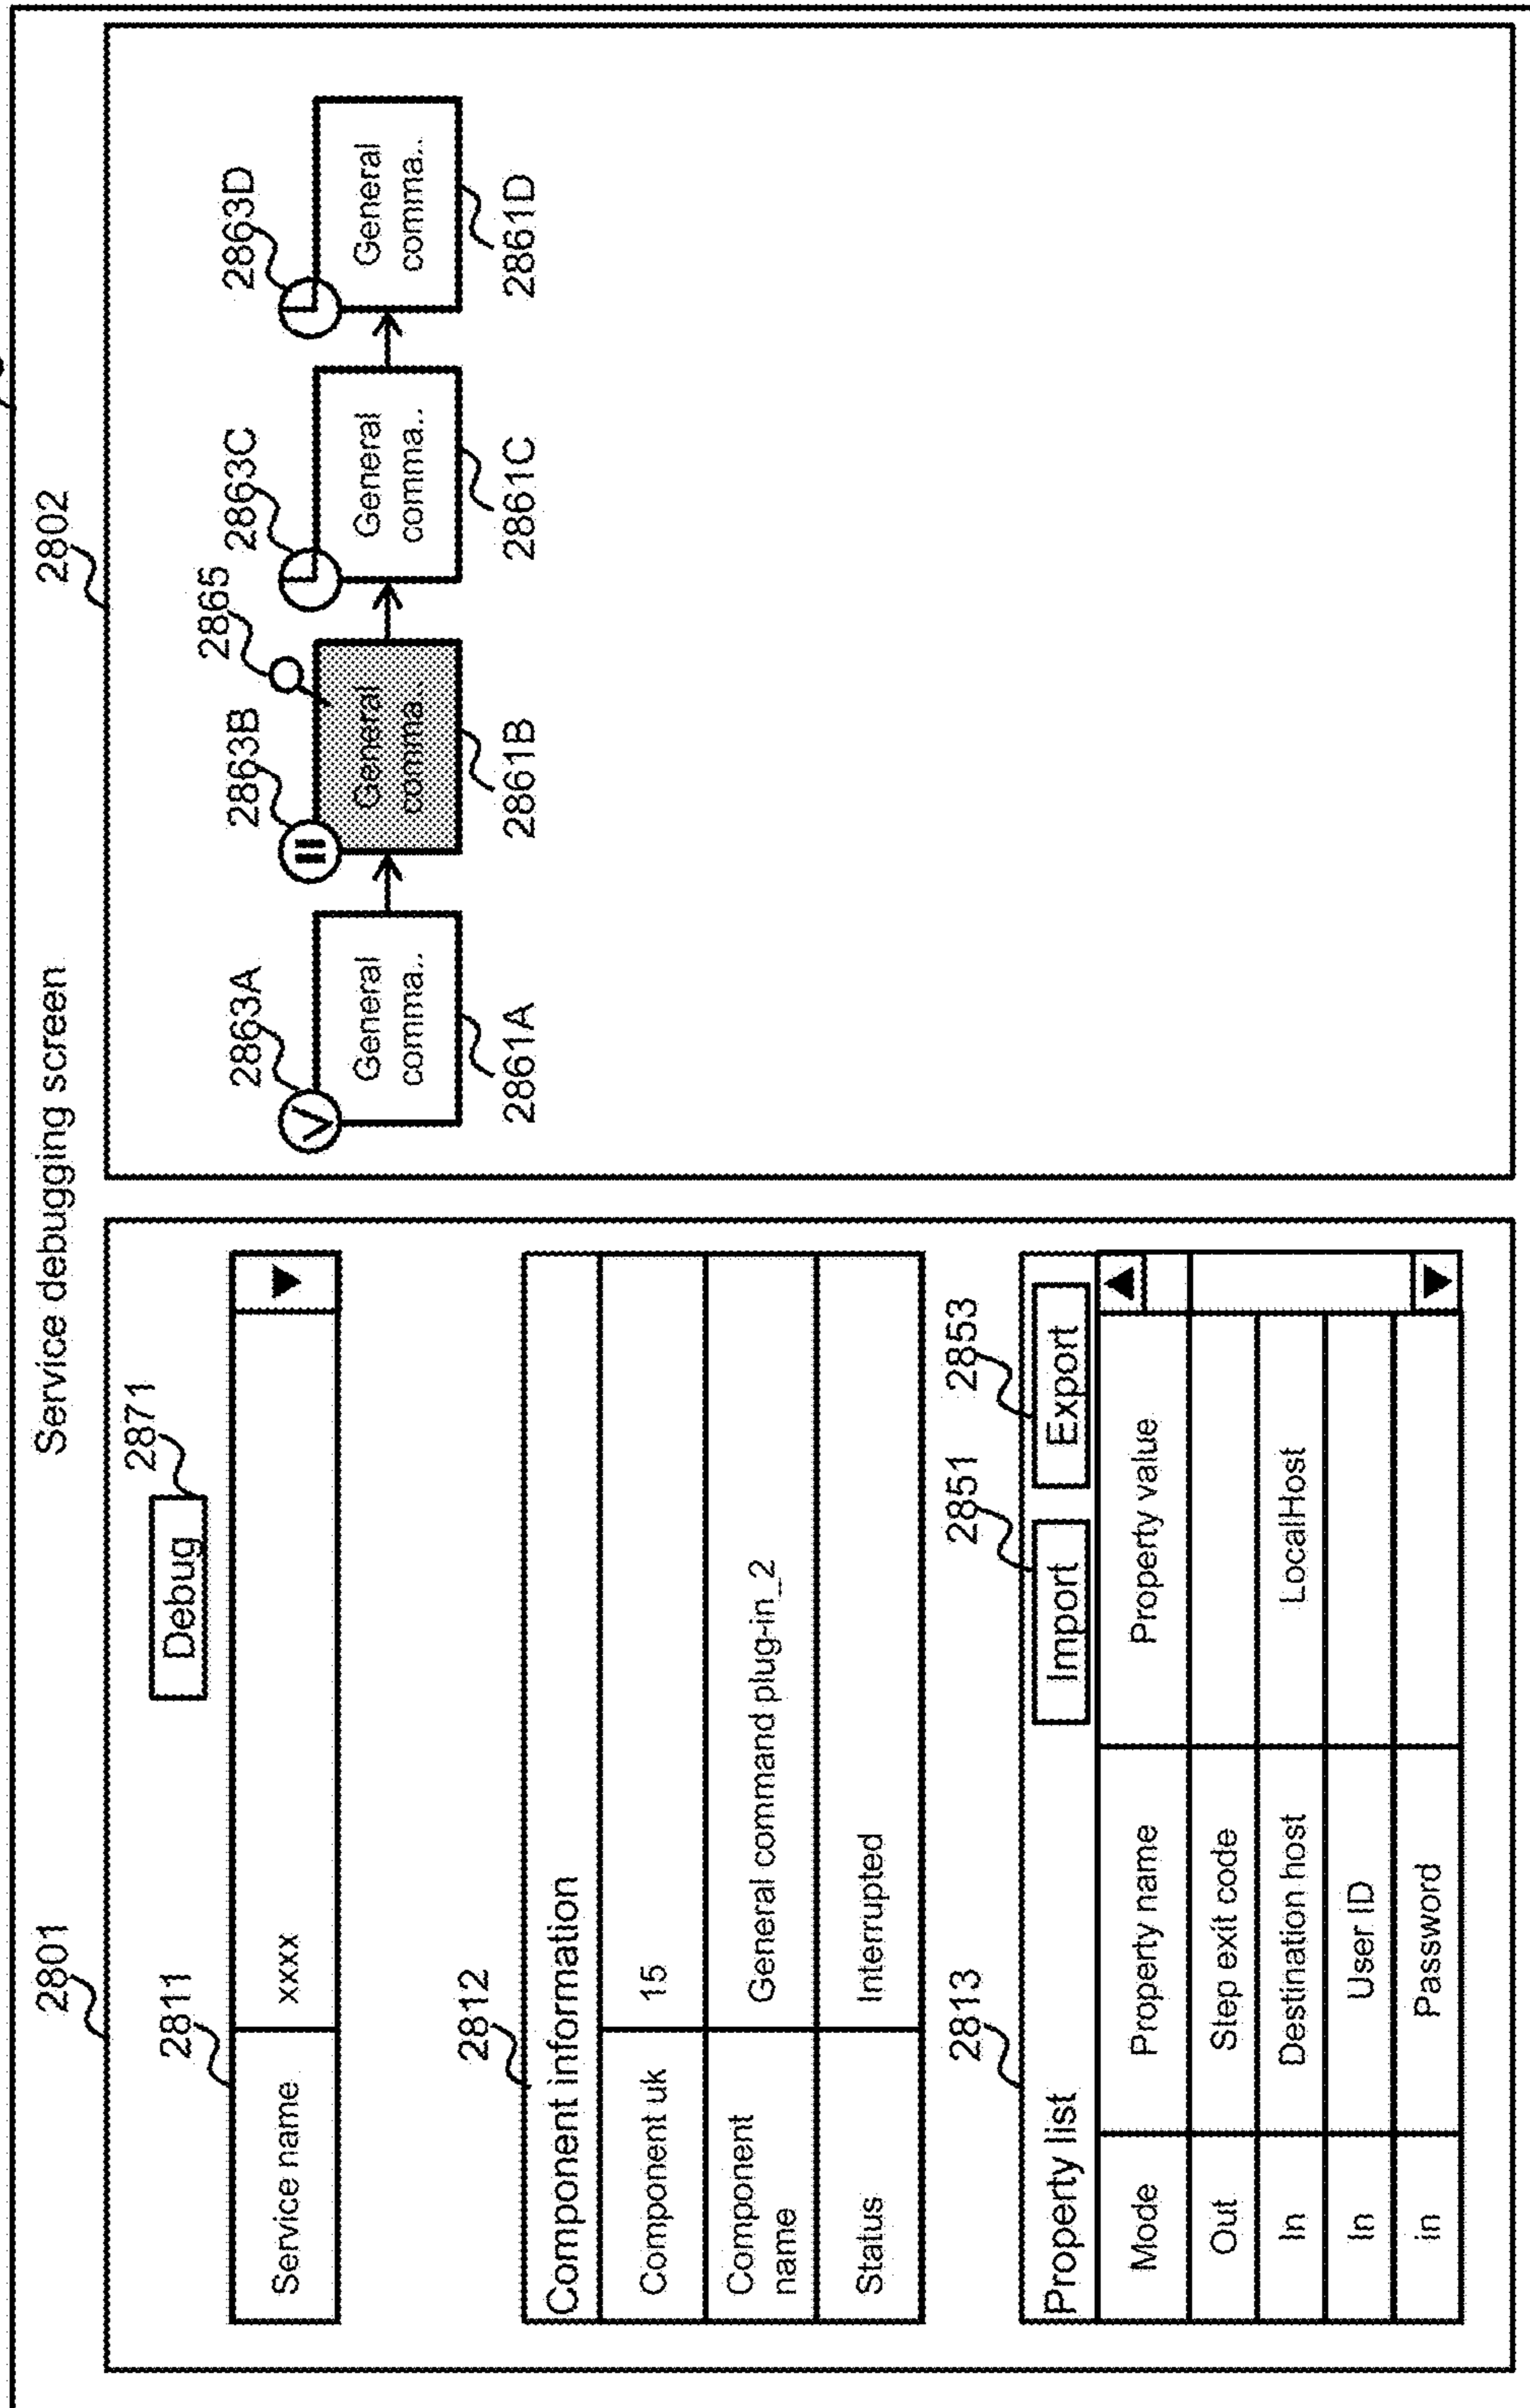 Service debugging screen
2801
2802
2871
Debug
2811
Service name
xxxx
2812
Component information
Component uk
15
Component
name
General command plug-in_2
Status
Interrupted
2813
2851
2853
Property list
Import
Export
Mode
Property name
Property value
Out
Step exit code
In
Destination host
LocalHost
In
User ID
in
Password
2863A
2863B
2865
2863C
2863D
General
comma..
General
comma..
General
comma..
General
comma..
2861A
2861B
2861C
2861D